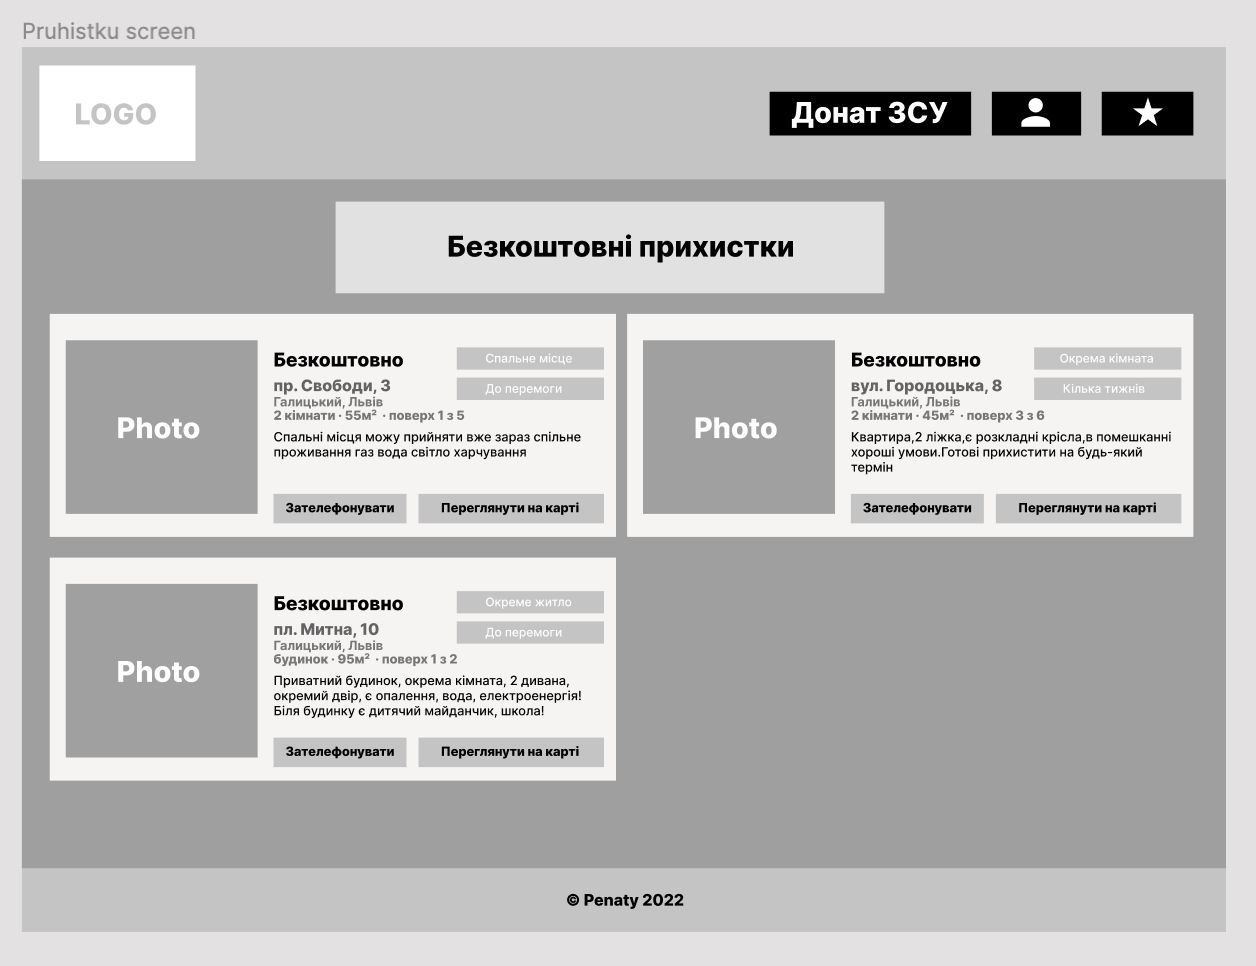 Pruhistku screen
LOGO
Донат ЗСУ
Безкоштовні прихистки
Photo
Безкоштовно
Спальне місце
пр. Свободи, 3
До перемоги
Галицький, Львів
2 кімнати · 55м² · поверх 1 з 5
Спальні місця можу прийняти вже зараз спільне
проживання газ вода світло харчування
Зателефонувати
Переглянути на карті
Photo
Безкоштовно
Окрема кімната
вул. Городоцька, 8
Кілька тижнів
Галицький, Львів
2 кімнати · 45м² · поверх 3 з 6
Квартира,2 ліжка,є розкладні крісла,в помешканні
хороші умови.Готові прихистити на будь-який
термін
Зателефонувати
Переглянути на карті
Photo
Безкоштовно
Окреме житло
пл. Митна, 10
До перемоги
Галицький, Львів
будинок · 95м² · поверх 1 з 2
Приватний будинок, окрема кімната, 2 дивана,
окремий двір, є опалення, вода, електроенергія!
Біля будинку є дитячий майданчик, школа!
Зателефонувати
Переглянути на карті
© Penaty 2022